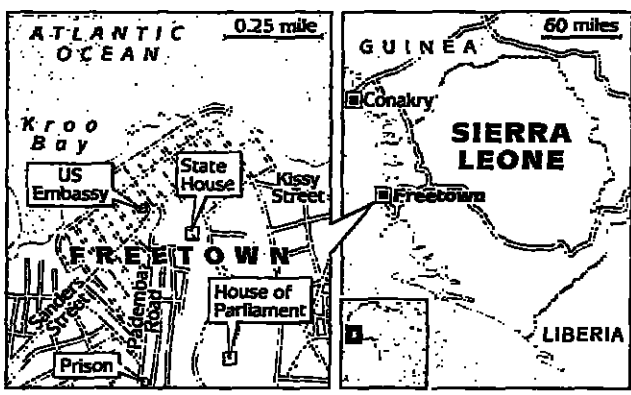 ATLANTIC
OCEAN
0.25 mile
Kroo
Bay
US
Embassy
State
House
Kissy
Street
FREETOWN
Sanders
Street
Pademba
Road
House of
Parliament
Prison
60 miles
GUINEA
Conakry
SIERRA
LEONE
Freetown
LIBERIA